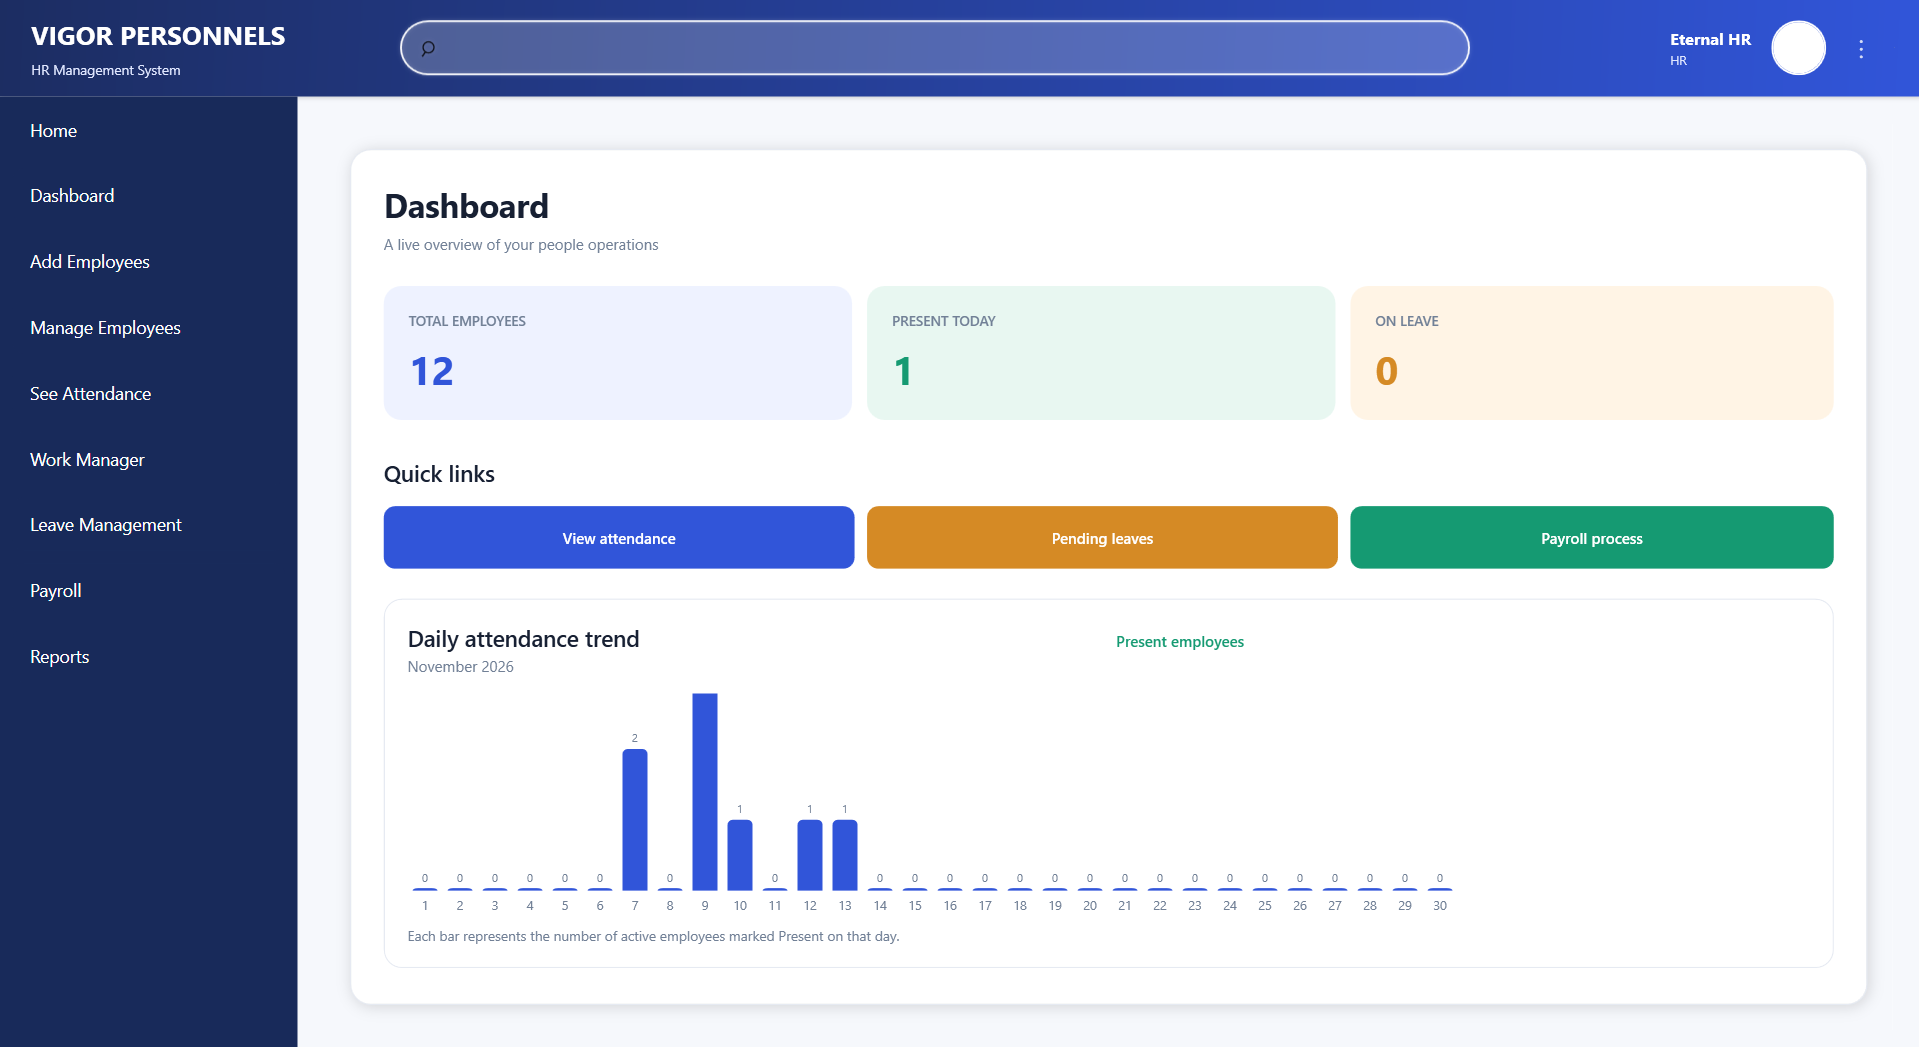 VIGOR PERSONNELS
HR Management System
Eternal HR
HR
Home
Dashboard
Add Employees
Manage Employees
See Attendance
Work Manager
Leave Management
Payroll
Reports
Dashboard
A live overview of your people operations
TOTAL EMPLOYEES
12
PRESENT TODAY
1
ON LEAVE
0
Quick links
View attendance
Pending leaves
Payroll process
Daily attendance trend
November 2026
Present employees
2
1 1 1
0 0 0 0 0 0 0 0 0 0 0 0 0 0 0 0 0 0 0 0 0 0 0 0 0
1 2 3 4 5 6 7 8 9 10 11 12 13 14 15 16 17 18 19 20 21 22 23 24 25 26 27 28 29 30
Each bar represents the number of active employees marked Present on that day.